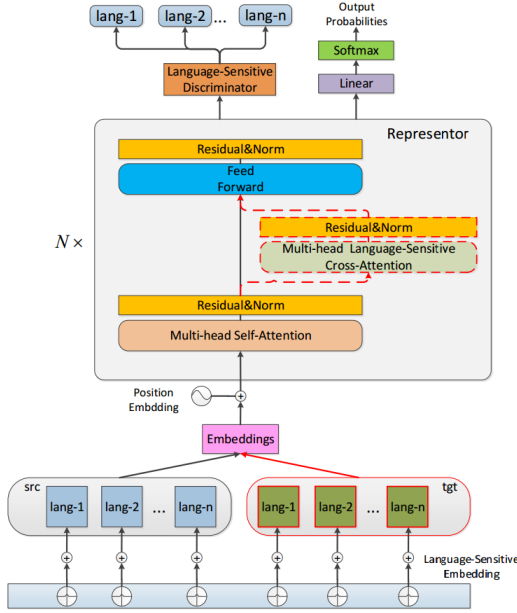 lang-1 lang-2 ... lang-n
Output
Probabilities
Softmax
Language-Sensitive
Discriminator
Linear
Representor
Residual&Norm
Feed
Forward
Residual&Norm
N×
Multi-head Language-Sensitive
Cross-Attention
Residual&Norm
Multi-head Self-Attention
Position
Embdding
Embeddings
src
tgt
lang-1 lang-2 ... lang-n
lang-1 lang-2 ... lang-n
Language-Sensitive
Embedding